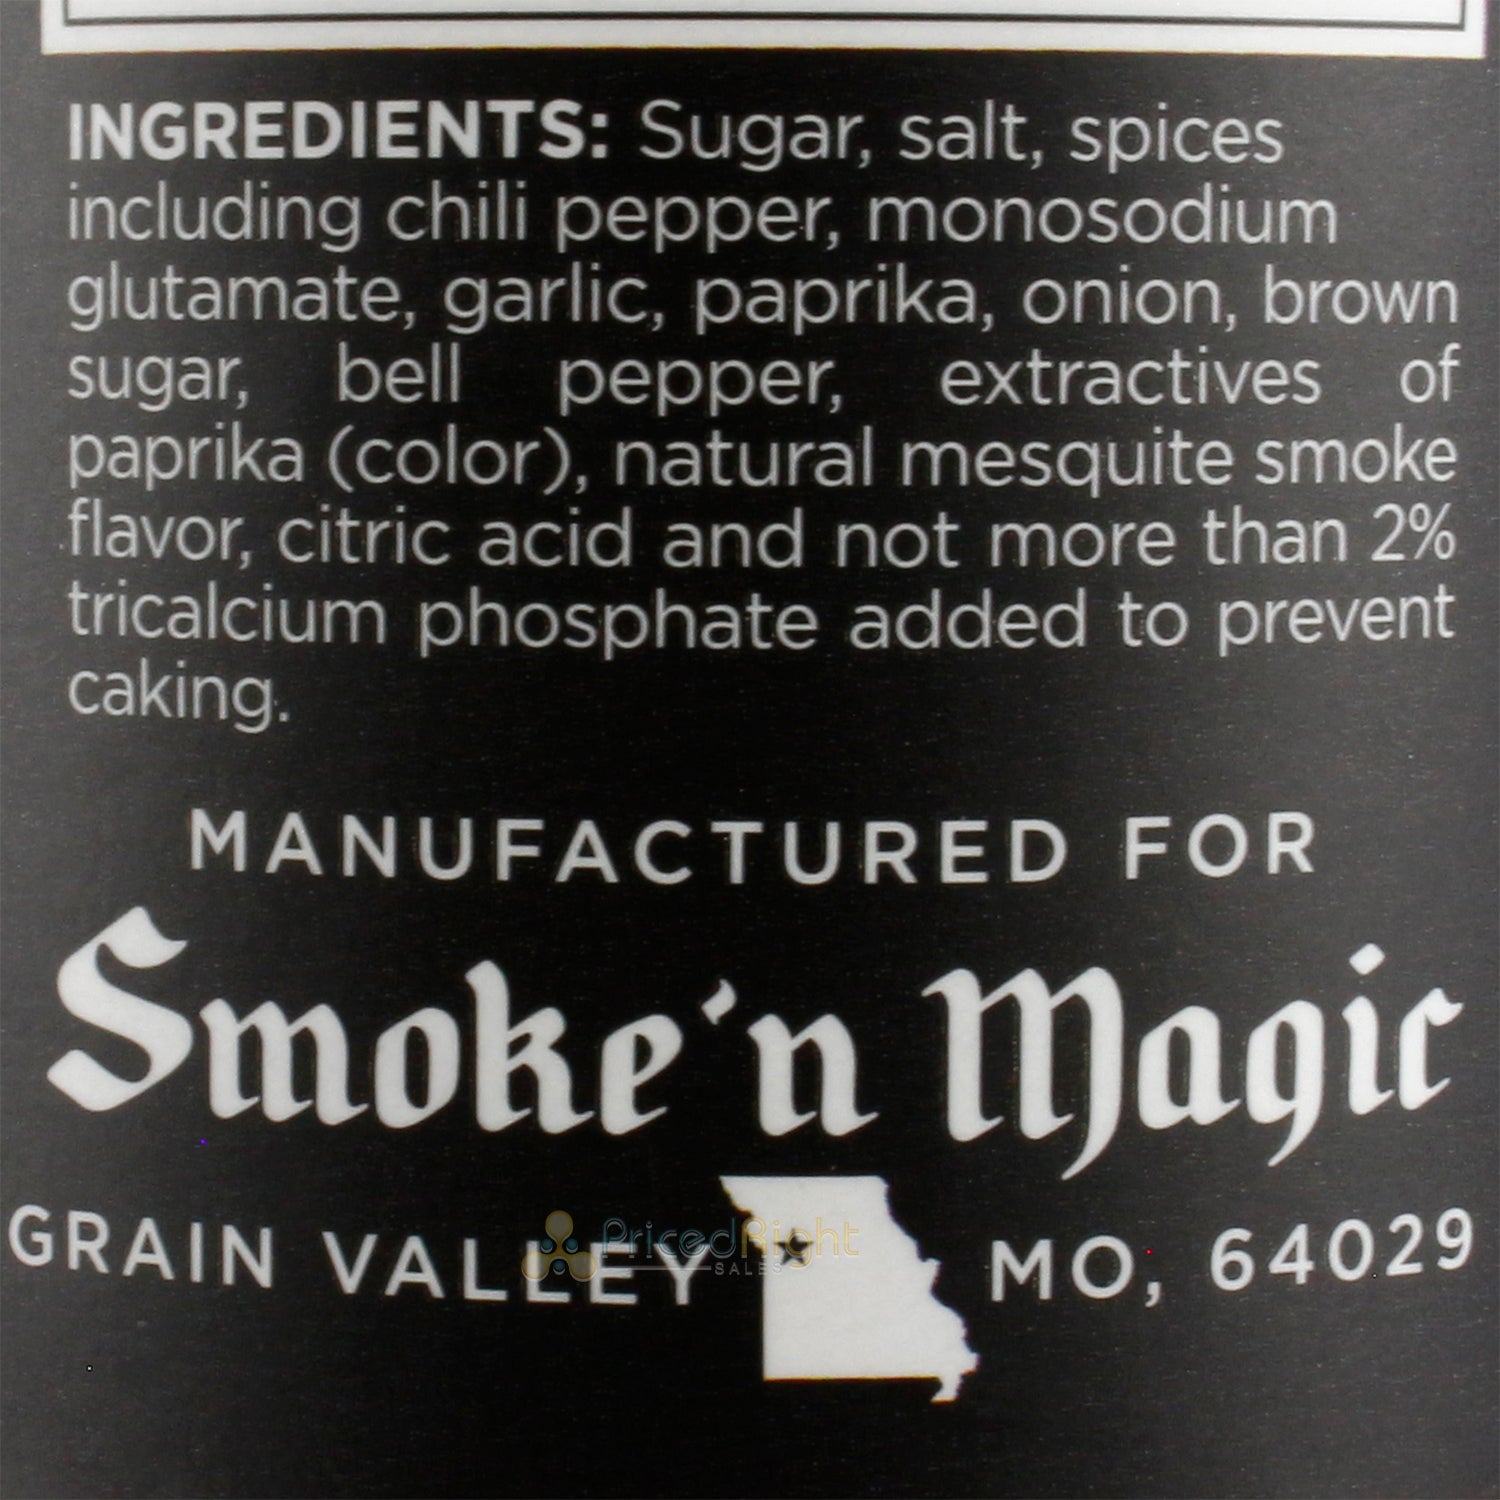 INGREDIENTS: Sugar, salt, spices
including chili pepper, monosodium
glutamate, garlic, paprika, onion, brown
sugar, bell pepper, extractives of
paprika (color), natural mesquite smoke
flavor, citric acid and not more than 2%
tricalcium phosphate added to prevent
caking.
MANUFACTURED FOR
Smoke'n Magic
GRAIN VALLEY MO, 64029
PricedRight
SALES